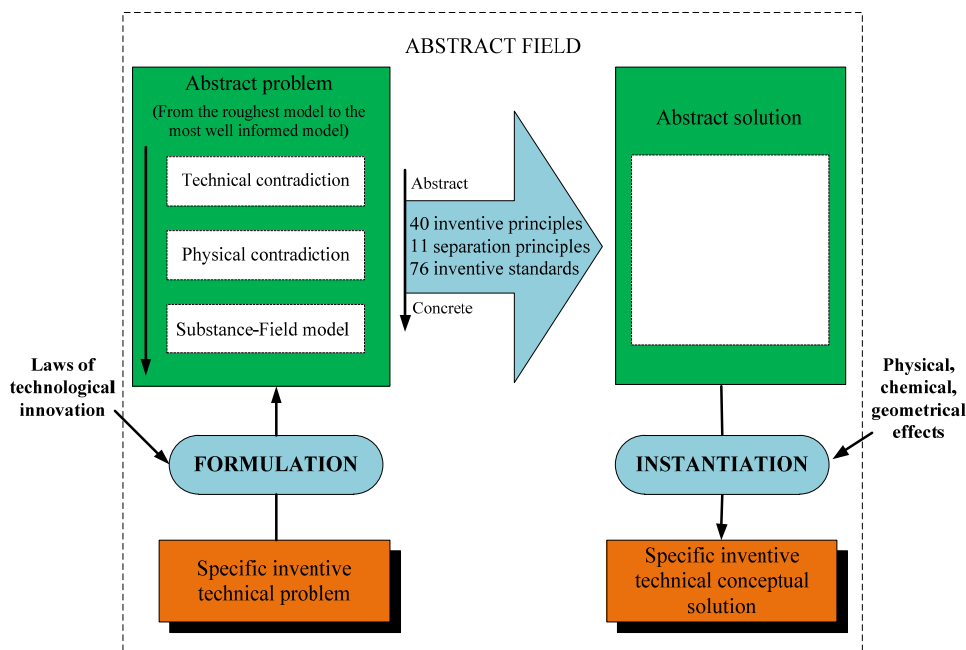 ABSTRACT FIELD
Abstract problem
(From the roughest model to the
most well informed model)
Technical contradiction
Physical contradiction
Substance-Field model
Abstract
40 inventive principles
11 separation principles
76 inventive standards
Concrete
Abstract solution
Laws of
technological
innovation
Physical,
chemical,
geometrical
effects
FORMULATION
INSTANTIATION
Specific inventive
technical problem
Specific inventive
technical conceptual
solution